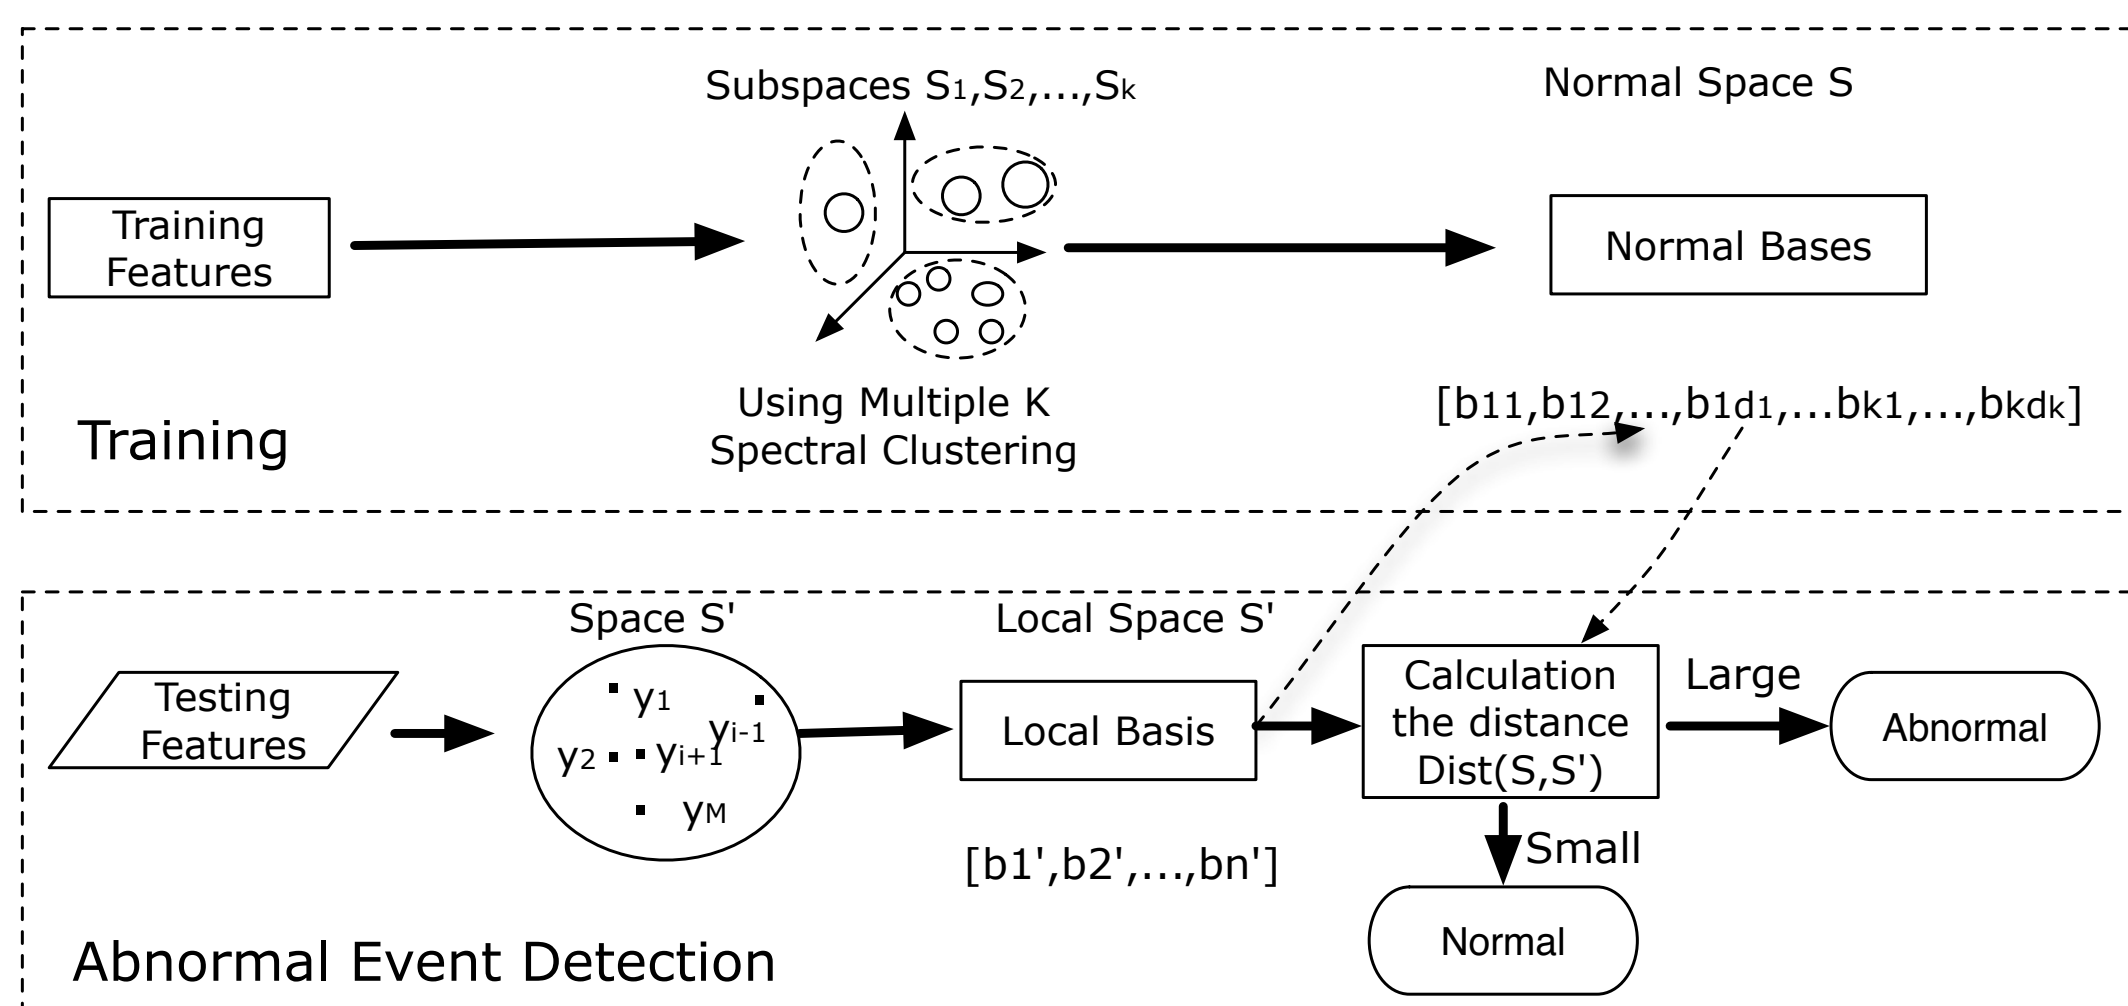 Subspaces S1,S2,...,Sk
Normal Space S
Training
Features
Normal Bases
Using Multiple K
Spectral Clustering
[b11,b12,...,b1d1,...bk1,...,bkdk]
Training
Space S'
Local Space S'
Testing
Features
y1
yi-1
y2
yi+1
yM
Local Basis
[b1',b2',...,bn']
Calculation
the distance
Dist(S,S')
Large
Abnormal
Small
Normal
Abnormal Event Detection